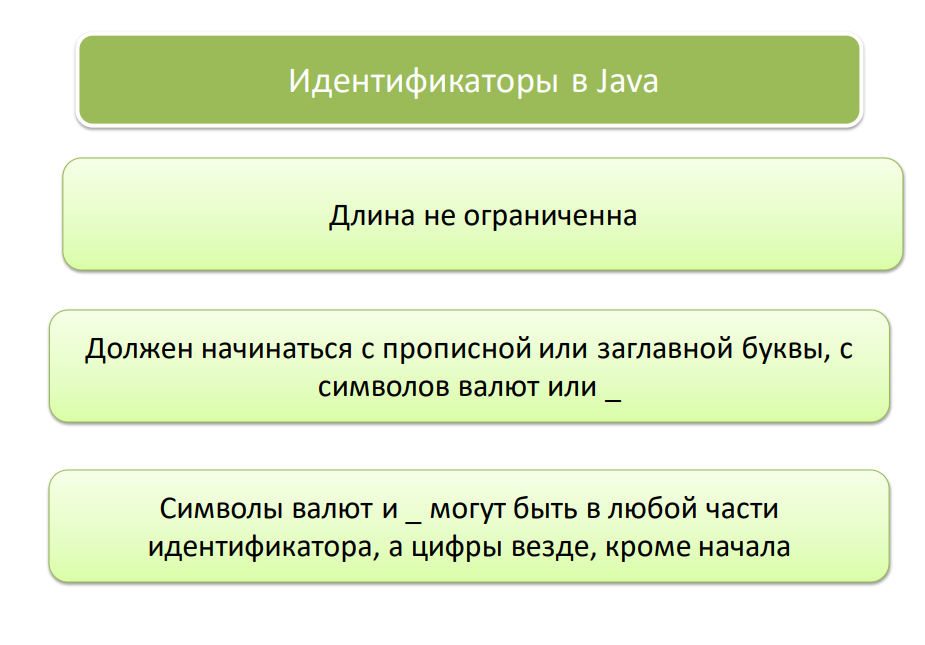 Идентификаторы в Java
Длина не ограниченна
Должен начинаться с прописной или заглавной буквы, с
символов валют или _
Символы валют и _ могут быть в любой части
идентификатора, а цифры везде, кроме начала